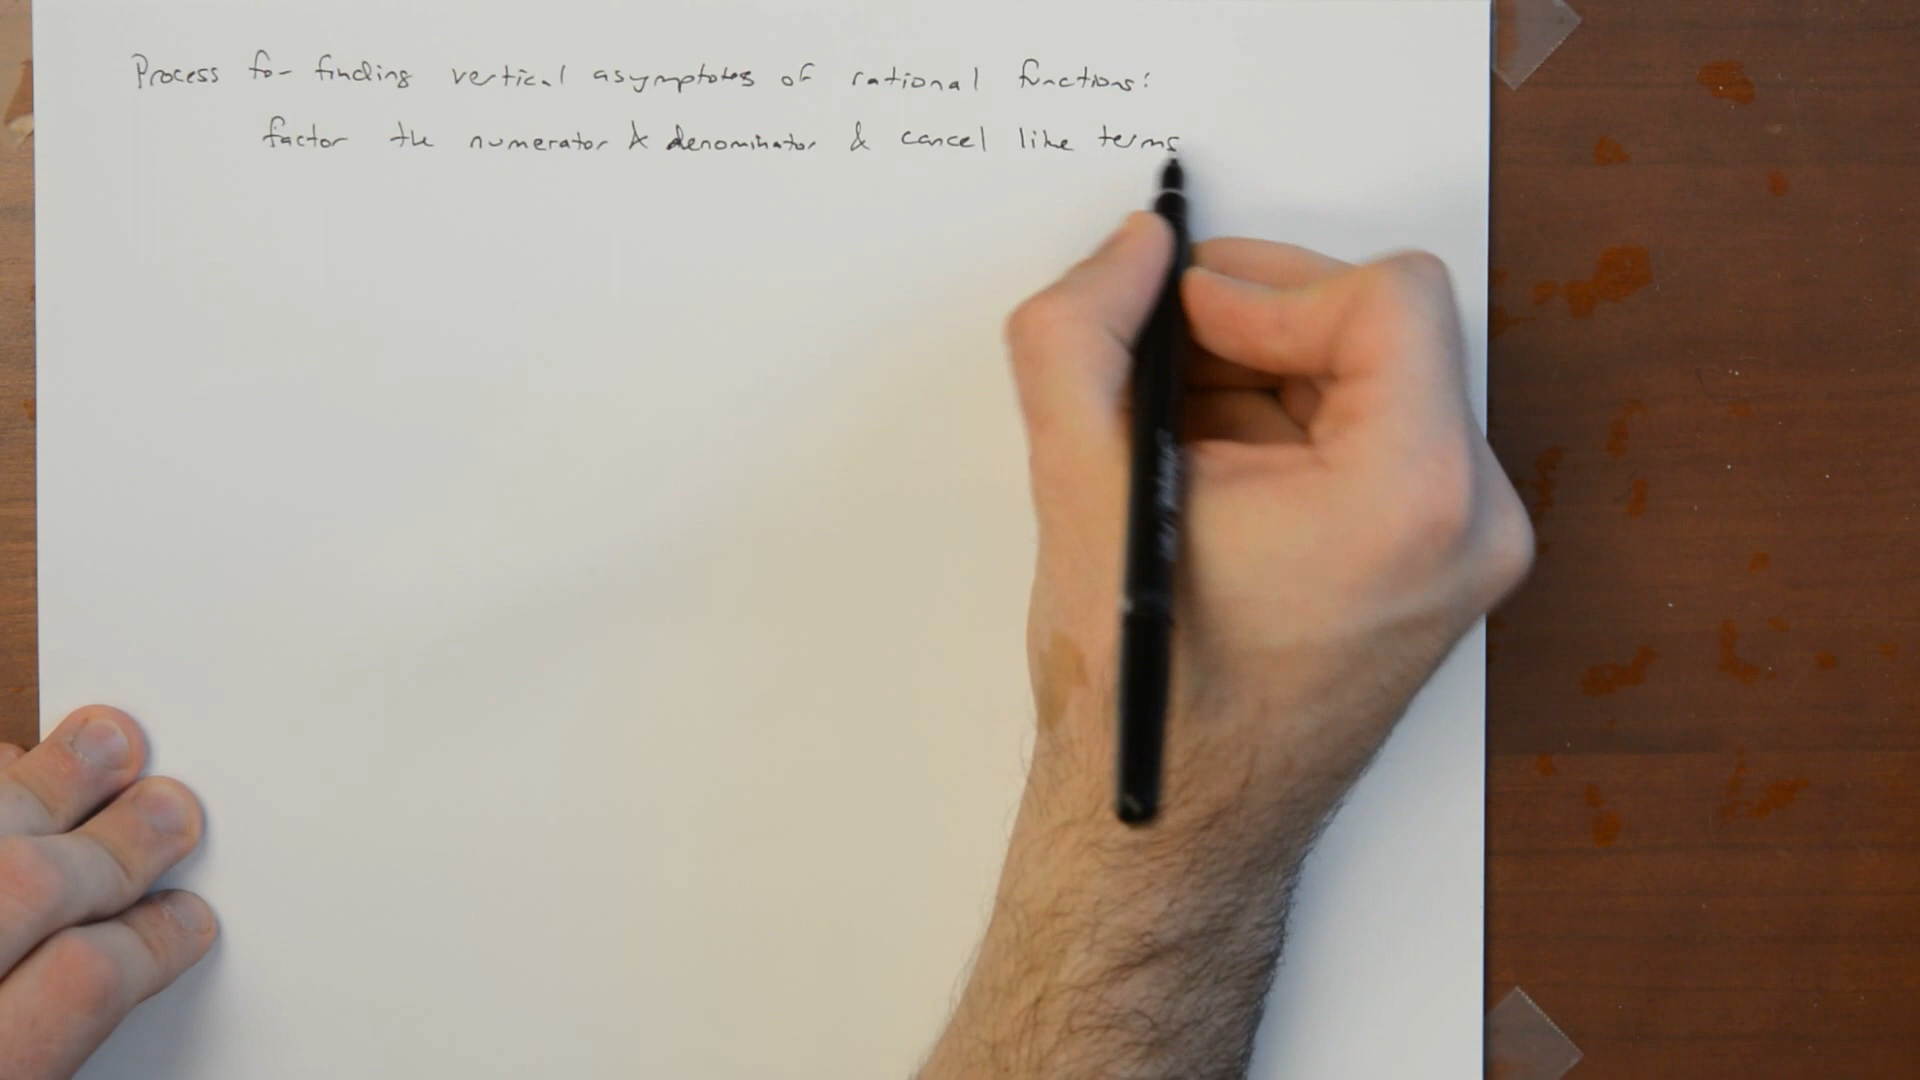 Process for finding vertical asymptotes of rational functions:
factor the numerator & denominator & cancel like terms